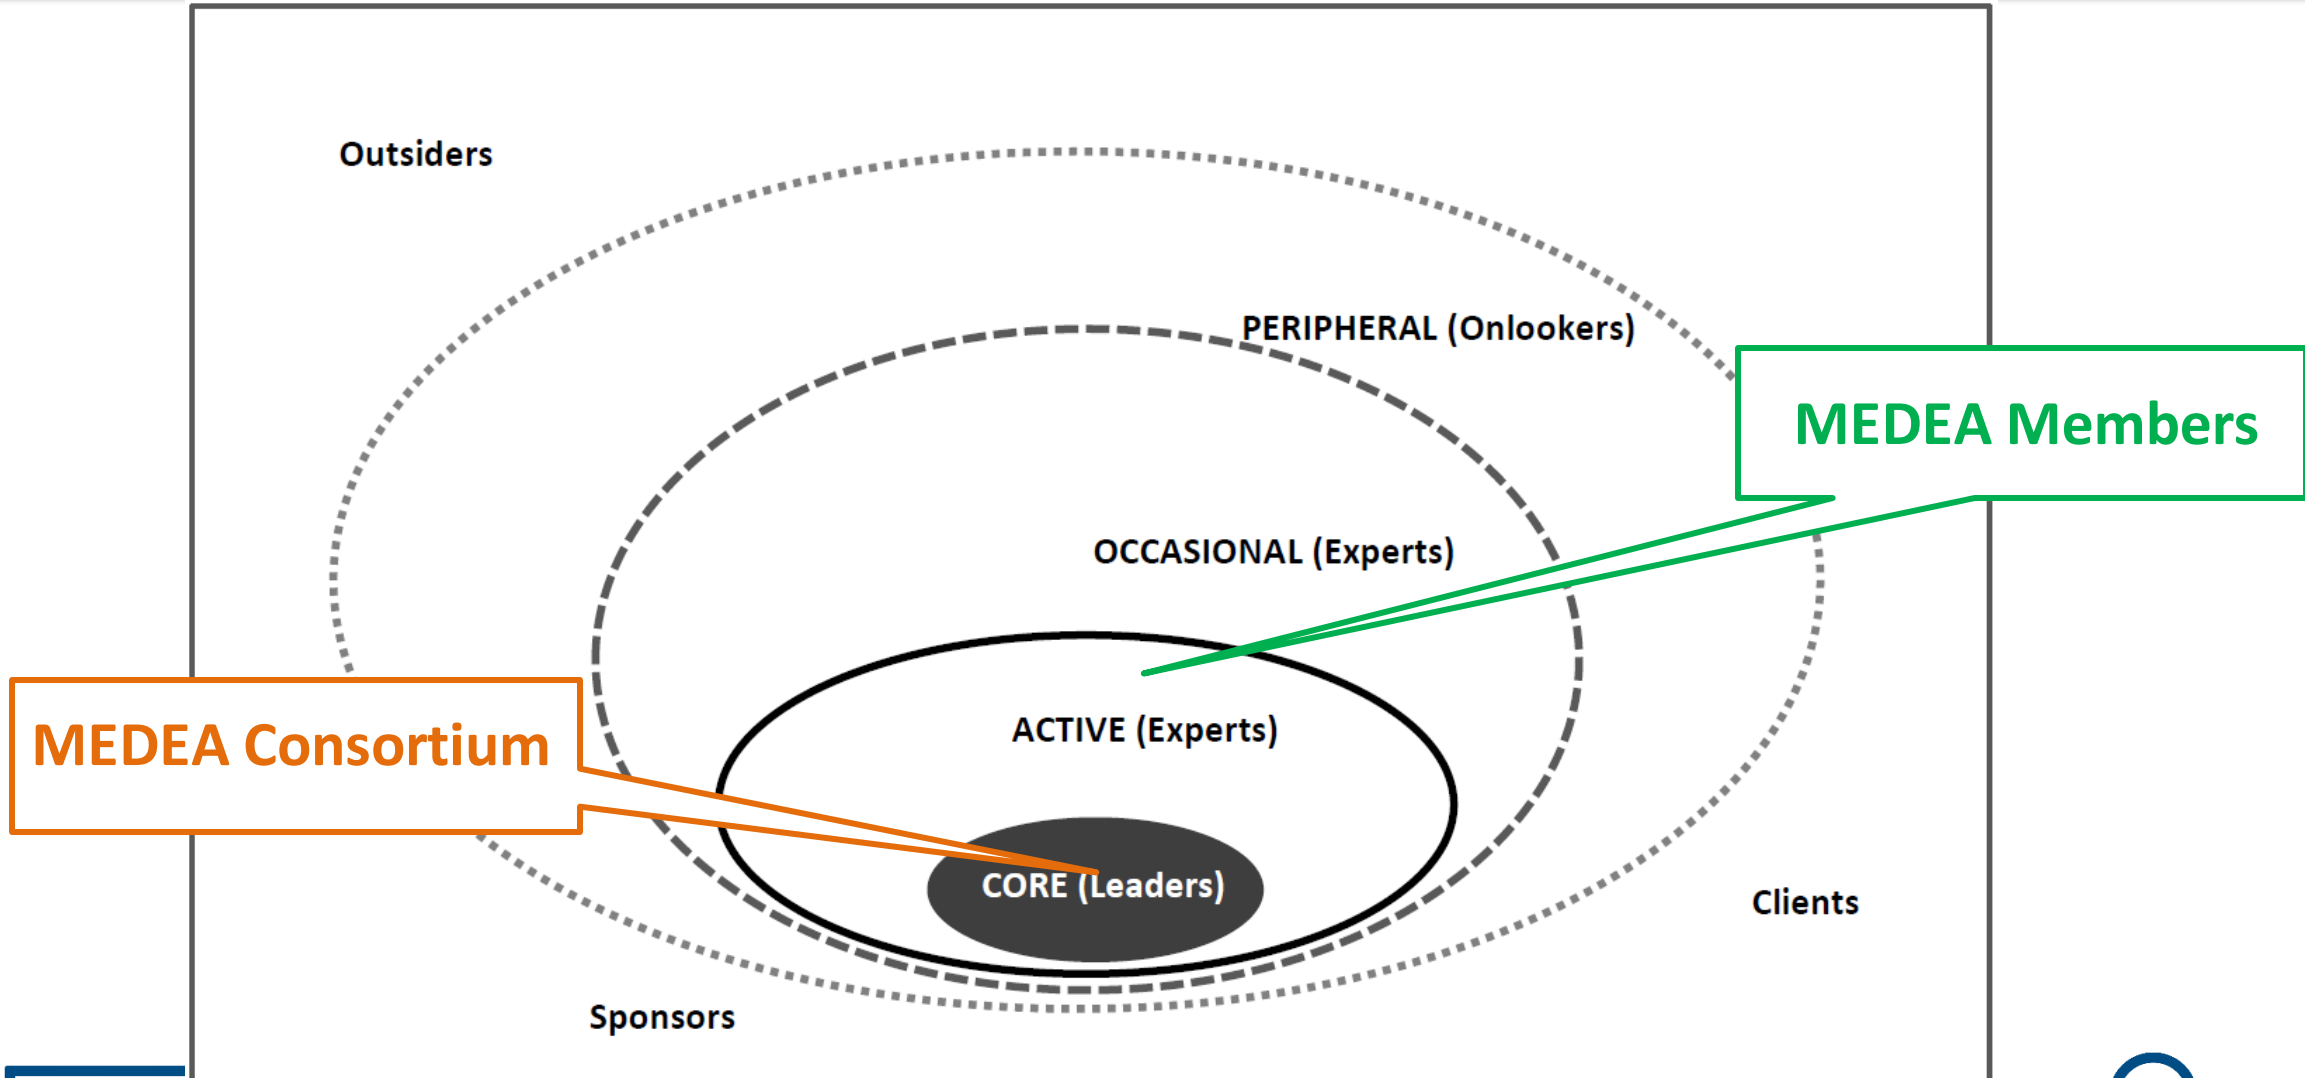 Outsiders
PERIPHERAL (Onlookers)
MEDEA Members
OCCASIONAL (Experts)
ACTIVE (Experts)
MEDEA Consortium
CORE (Leaders)
Clients
Sponsors